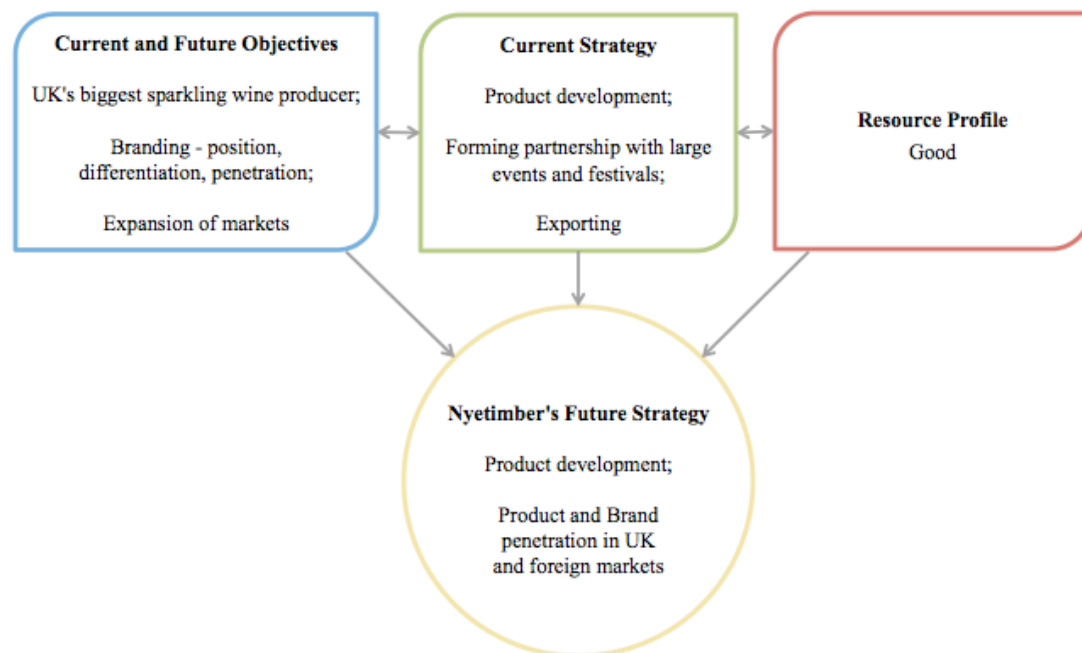 Current and Future Objectives
UK's biggest sparkling wine producer;
Branding - position,
differentiation, penetration;
Expansion of markets
Current Strategy
Product development;
Forming partnership with large
events and festivals;
Exporting
Resource Profile
Good
Nyetimber's Future Strategy
Product development;
Product and Brand
penetration in UK
and foreign markets